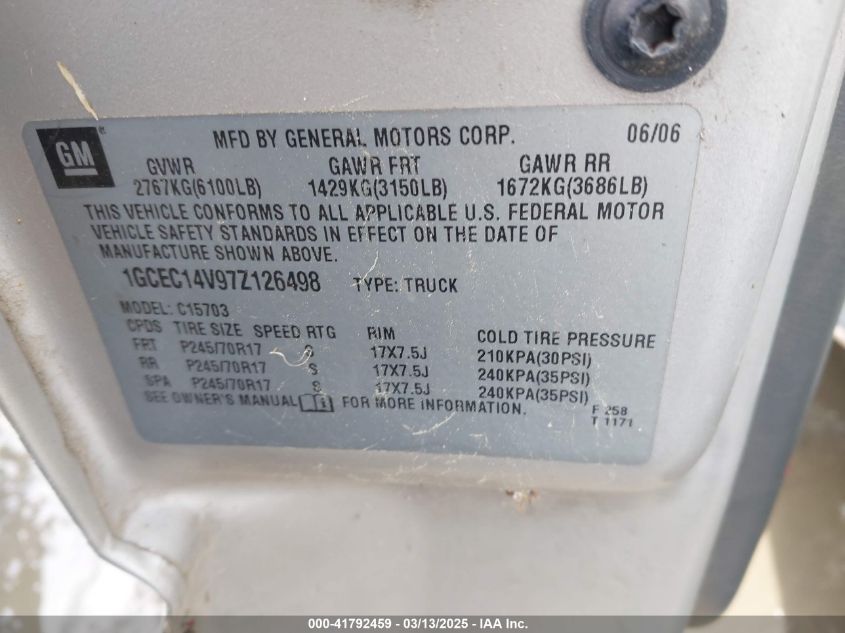 GM
MFD BY GENERAL MOTORS CORP. 06/06
GVWR GAWR FRT GAWR RR
2767KG(6100LB) 1429KG(3150LB) 1672KG(3686LB)
THIS VEHICLE CONFORMS TO ALL APPLICABLE U.S. FEDERAL MOTOR
VEHICLE SAFETY STANDARDS IN EFFECT ON THE DATE OF
MANUFACTURE SHOWN ABOVE.
1GCEC14V97Z126498 TYPE: TRUCK
MODEL: C15703
CPDS TIRE SIZE SPEED RTG RIM COLD TIRE PRESSURE
FRT P245/70R17 S 17X7.5J 210KPA(30PSI)
RR P245/70R17 S 17X7.5J 240KPA(35PSI)
SPA P245/70R17 S 17X7.5J 240KPA(35PSI)
SEE OWNER'S MANUAL FOR MORE INFORMATION.
F 258
T 1171
000-41792459 — 03/13/2025 — IAA Inc.